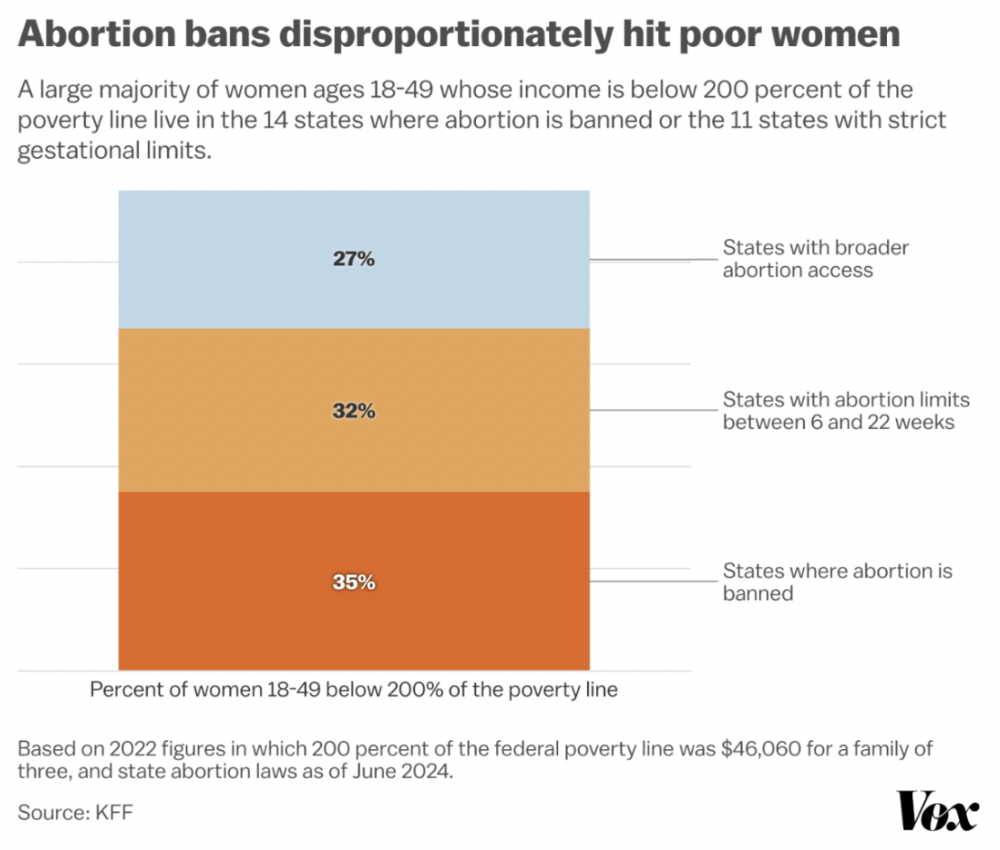 Abortion bans disproportionately hit poor women
A large majority of women ages 18-49 whose income is below 200 percent of the
poverty line live in the 14 states where abortion is banned or the 11 states with strict
gestational limits.
27%
States with broader
abortion access
32%
States with abortion limits
between 6 and 22 weeks
35%
States where abortion is
banned
Percent of women 18-49 below 200% of the poverty line
Based on 2022 figures in which 200 percent of the federal poverty line was $46,060 for a family of
three, and state abortion laws as of June 2024.
Source: KFF
Vox